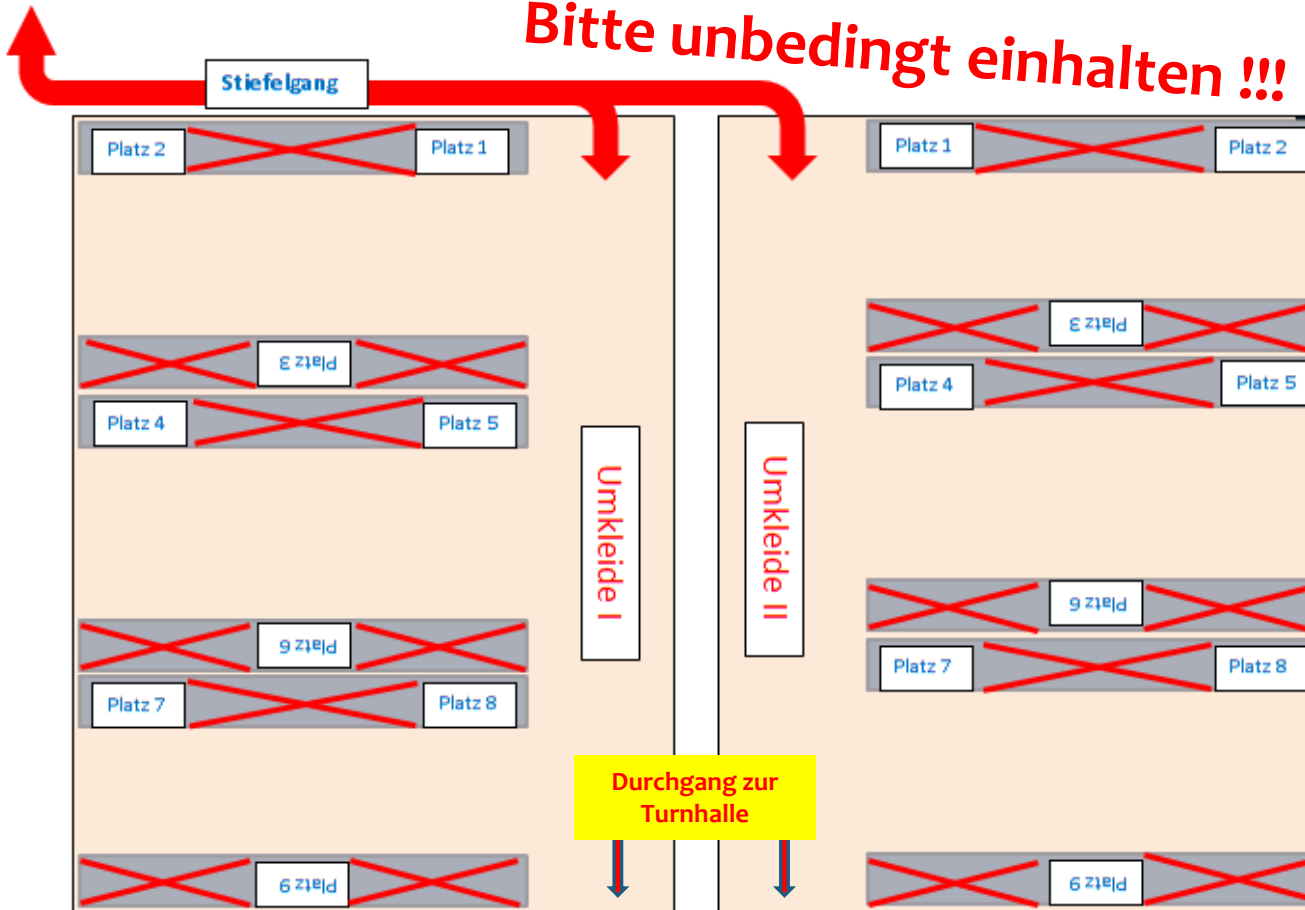 Bitte unbedingt einhalten !!!
Stiefelgang
Platz 2
Platz 1
Platz 1
Platz 2
Platz 3
Platz 3
Platz 4
Platz 5
Platz 4
Platz 5
Umkleide I
Umkleide II
Platz 6
Platz 6
Platz 7
Platz 8
Platz 7
Platz 8
Durchgang zur
Turnhalle
Platz 9
Platz 9